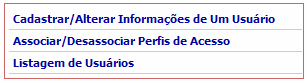 Cadastrar/Alterar Informações de Um Usuário
Associar/Desassociar Perfis de Acesso
Listagem de Usuários